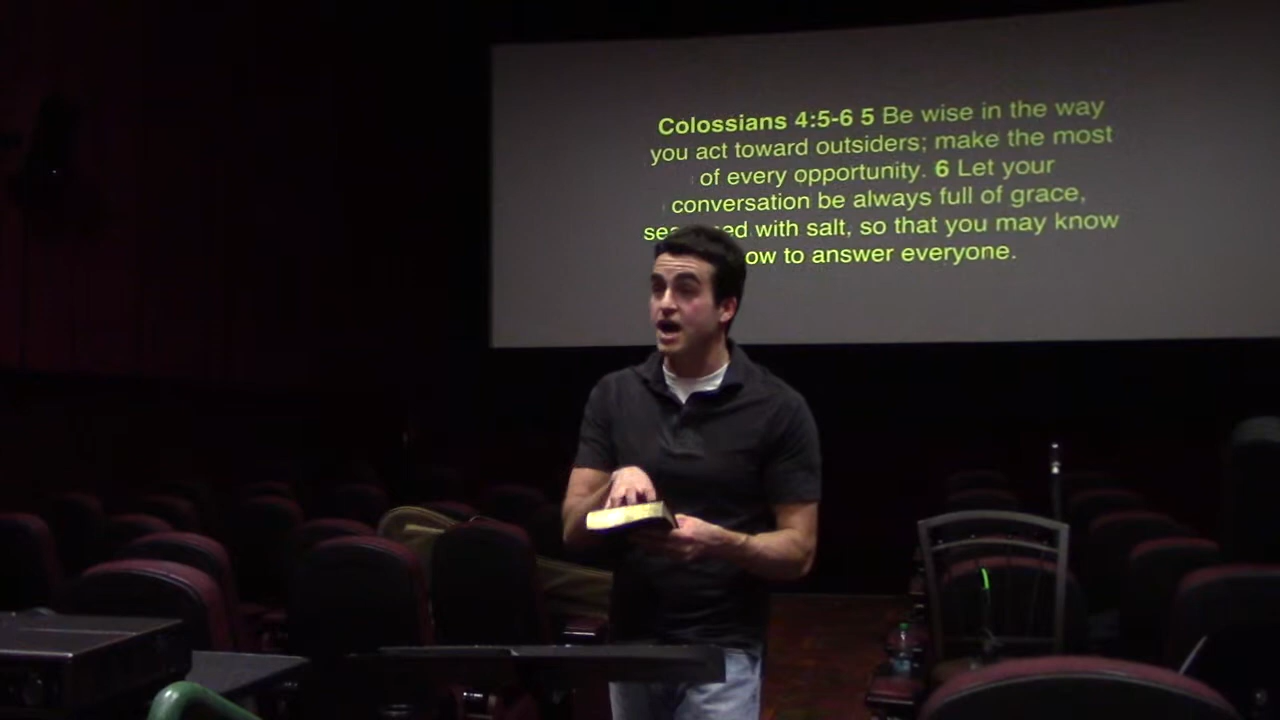 Colossians 4:5-6 5 Be wise in the way
you act toward outsiders; make the most
of every opportunity. 6 Let your
conversation be always full of grace,
with salt, so that you may know
to answer everyone.